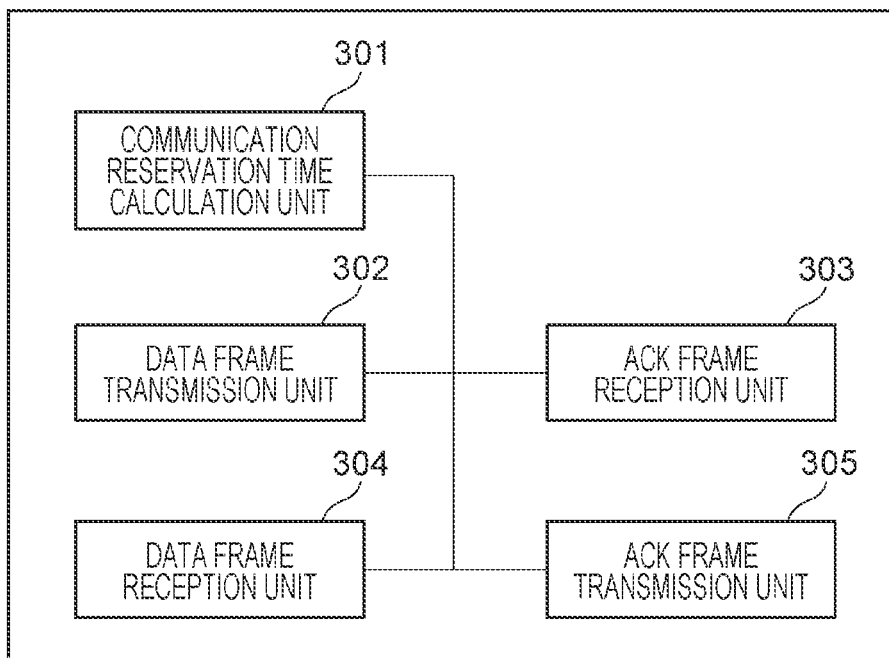 301
COMMUNICATION
RESERVATION TIME
CALCULATION UNIT
302
DATA FRAME
TRANSMISSION UNIT
303
ACK FRAME
RECEPTION UNIT
304
DATA FRAME
RECEPTION UNIT
305
ACK FRAME
TRANSMISSION UNIT